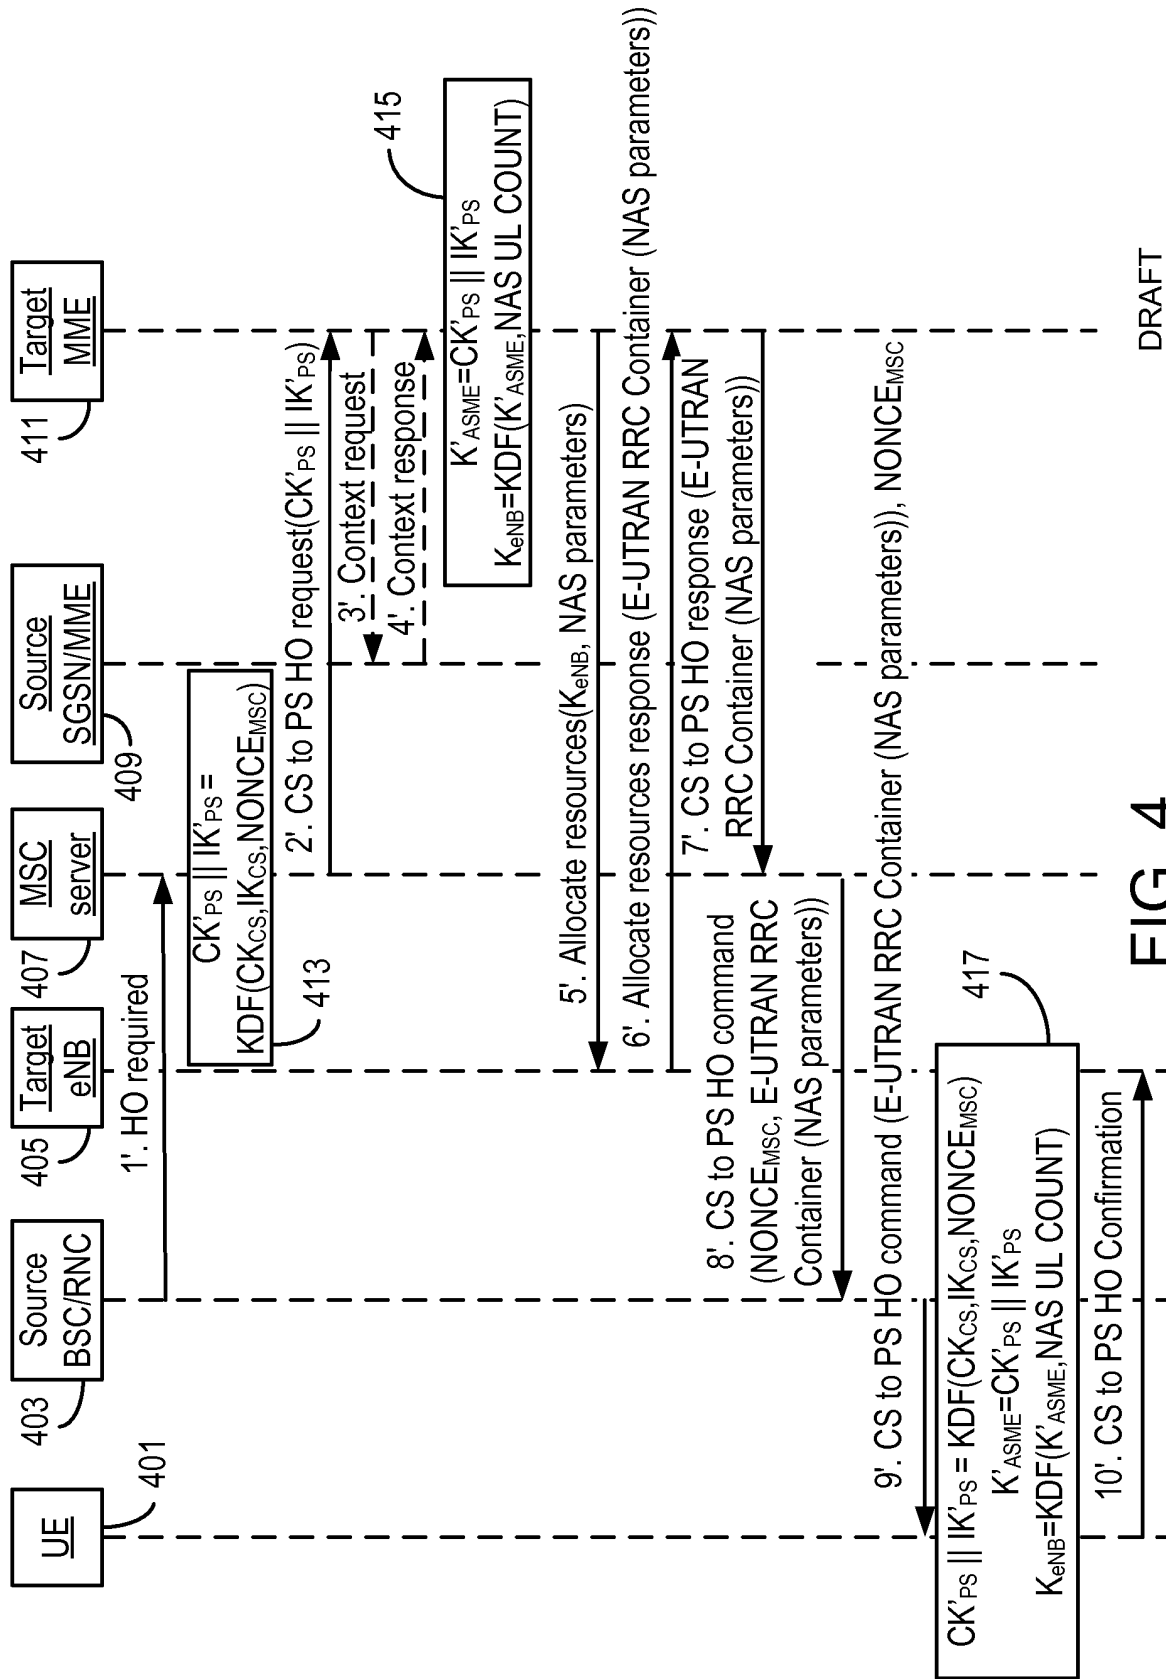 UE
401
Source
BSC/RNC
403
Target
eNB
405
MSC
server
407
Source
SGSN/MME
409
Target
MME
411
1'. HO required
CK'PS || IK'PS =
KDF(CKCS,IKCS,NONCEMSC)
413
2'. CS to PS HO request(CK'PS || IK'PS)
3'. Context request
4'. Context response
415
K'ASME=CK'PS || IK'PS
KeNB=KDF(K'ASME,NAS UL COUNT)
5'. Allocate resources(KeNB, NAS parameters)
6'. Allocate resources response (E-UTRAN RRC Container (NAS parameters))
7'. CS to PS HO response (E-UTRAN
RRC Container (NAS parameters))
8'. CS to PS HO command
(NONCEMSC, E-UTRAN RRC
Container (NAS parameters))
9'. CS to PS HO command (E-UTRAN RRC Container (NAS parameters)), NONCEMSC
417
CK'PS || IK'PS = KDF(CKCS,IKCS,NONCEMSC)
K'ASME=CK'PS || IK'PS
KeNB=KDF(K'ASME,NAS UL COUNT)
10'. CS to PS HO Confirmation
FIG. 4
DRAFT